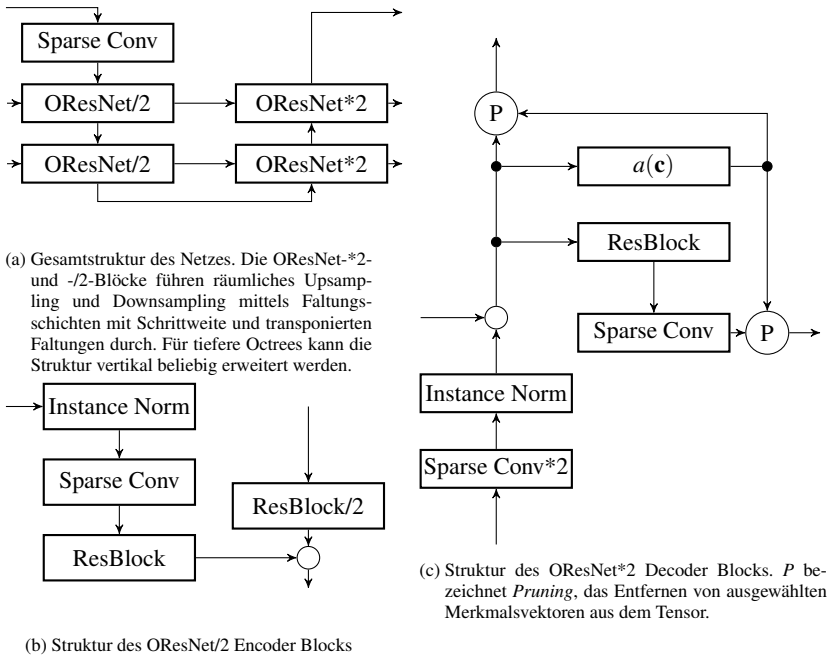 Sparse Conv
OResNet/2
OResNet*2
OResNet/2
OResNet*2
(a) Gesamtstruktur des Netzes. Die OResNet-*2-
und -/2-Blöcke führen räumliches Upsamp-
ling und Downsampling mittels Faltungs-
schichten mit Schrittweite und transponierten
Faltungen durch. Für tiefere Octrees kann die
Struktur vertikal beliebig erweitert werden.
Instance Norm
Sparse Conv
ResBlock/2
ResBlock
(b) Struktur des OResNet/2 Encoder Blocks
P
a(c)
ResBlock
Sparse Conv
P
Instance Norm
Sparse Conv*2
(c) Struktur des OResNet*2 Decoder Blocks. P be-
zeichnet Pruning, das Entfernen von ausgewählten
Merkmalsvektoren aus dem Tensor.